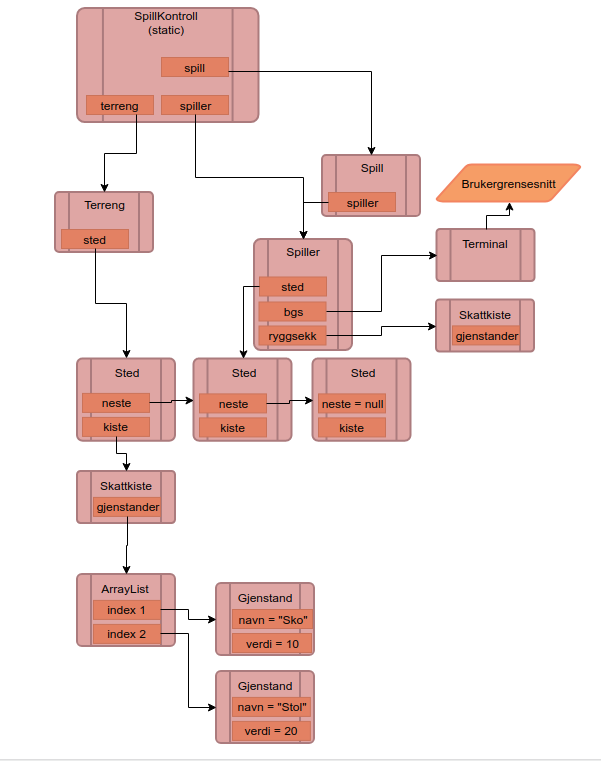 SpillKontroll
(static)
spill
terreng
spiller
Spill
spiller
Brukergrensesnitt
Terreng
sted
Spiller
sted
bgs
ryggsekk
Terminal
Skattkiste
gjenstander
Sted
neste
kiste
Sted
neste
kiste
Sted
neste = null
kiste
Skattkiste
gjenstander
ArrayList
index 1
index 2
Gjenstand
navn = "Sko"
verdi = 10
Gjenstand
navn = "Stol"
verdi = 20